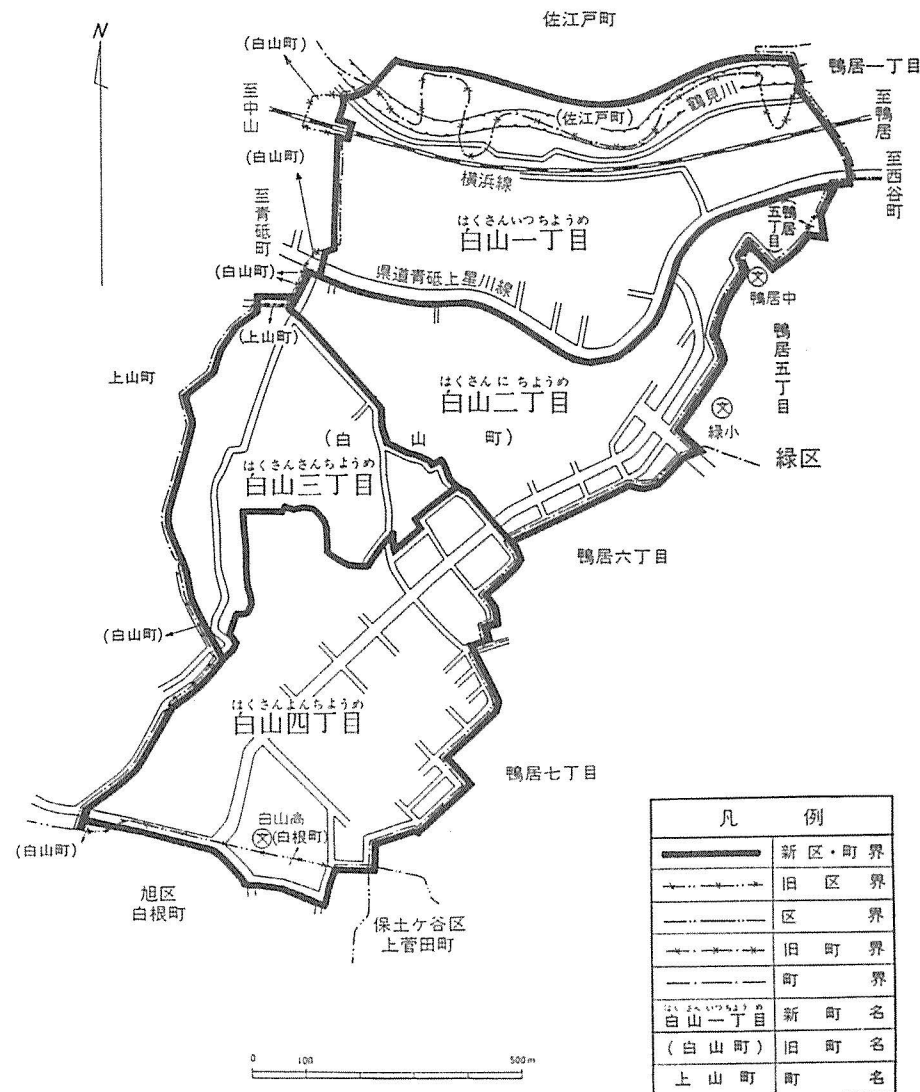 佐江戸町
N
(白山町)
鴨居一丁目
至中山
(佐江戸町)
鶴見川
至鴨居
(白山町)
横浜線
至西谷町
至青砥町
はくさんいつちようめ
白山一丁目
(鴨居五丁目)
(白山町)
県道青砥上星川線
鴨居中
文
(上山町)
上山町
はくさんにちようめ
白山二丁目
鴨居五丁目
文
緑小
(白山町)
緑区
はくさんさんちようめ
白山三丁目
鴨居六丁目
(白山町)
はくさんよんちようめ
白山四丁目
鴨居七丁目
白山高
文
(白根町)
(白山町)
旭区
白根町
保土ケ谷区
上菅田町
凡例
新区・町界
旧区界
区界
旧町界
町界
はくさんいつちようめ
白山一丁目 新町名
(白山町) 旧町名
上山町 町名
0 100 500m